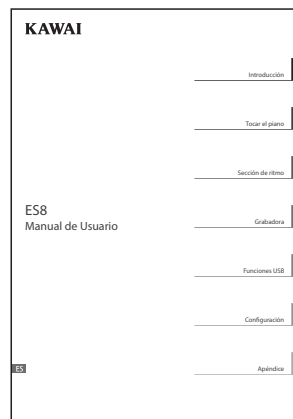 KAWAI
Introducción
Tocar el piano
Sección de ritmo
ES8
Manual de Usuario
Grabadora
Funciones USB
Configuración
ES
Apéndice